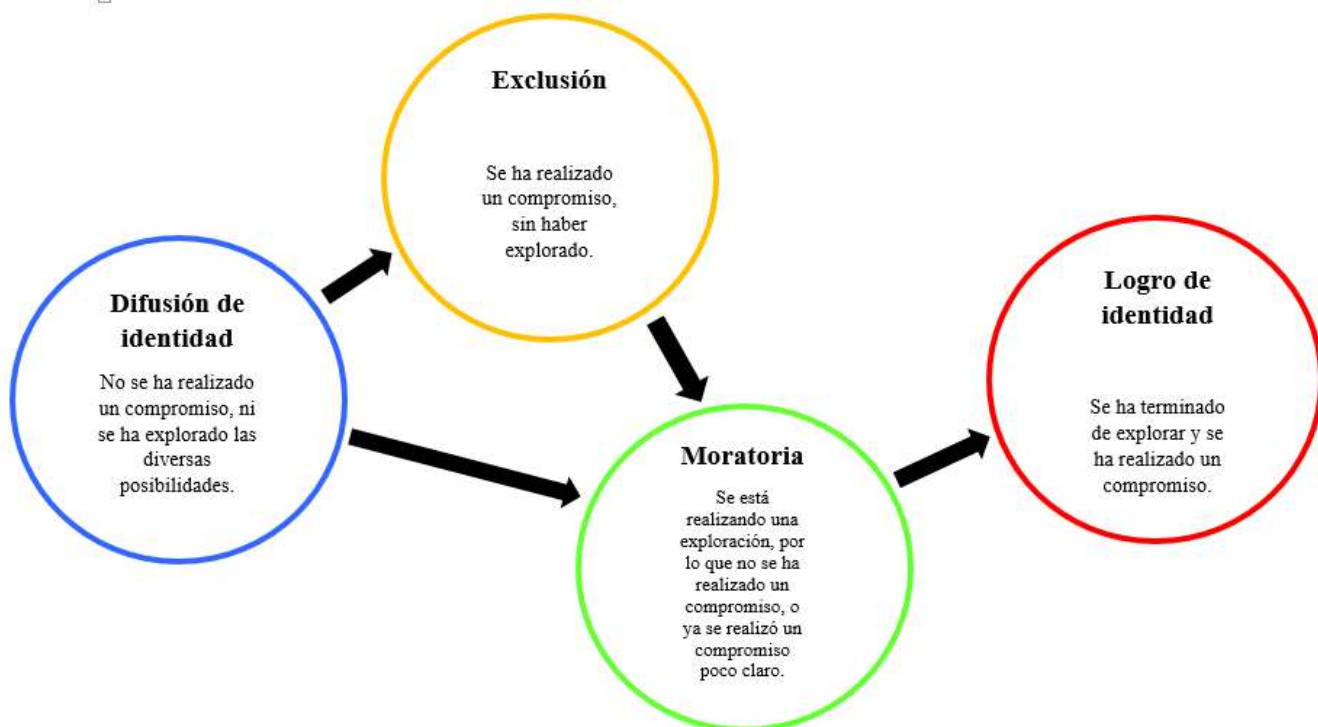 Exclusión
Se ha realizado
un compromiso,
sin haber
explorado.
Difusión de
identidad
No se ha realizado
un compromiso, ni
se ha explorado las
diversas
posibilidades.
Moratoria
Se está
realizando una
exploración, por
lo que no se ha
realizado un
compromiso, o
ya se realizó un
compromiso
poco claro.
Logro de
identidad
Se ha terminado
de explorar y se
ha realizado un
compromiso.